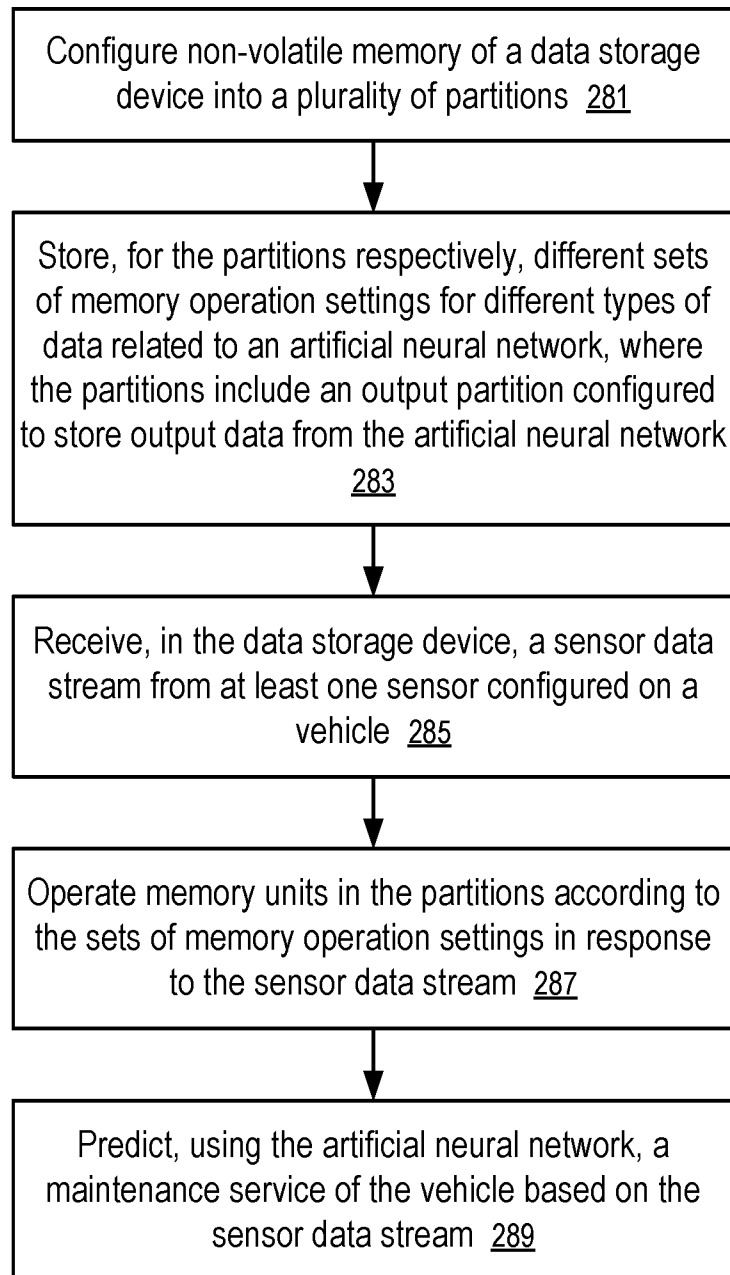 Configure non-volatile memory of a data storage
device into a plurality of partitions 281
Store, for the partitions respectively, different sets
of memory operation settings for different types of
data related to an artificial neural network, where
the partitions include an output partition configured
to store output data from the artificial neural network
283
Receive, in the data storage device, a sensor data
stream from at least one sensor configured on a
vehicle 285
Operate memory units in the partitions according to
the sets of memory operation settings in response
to the sensor data stream 287
Predict, using the artificial neural network, a
maintenance service of the vehicle based on the
sensor data stream 289